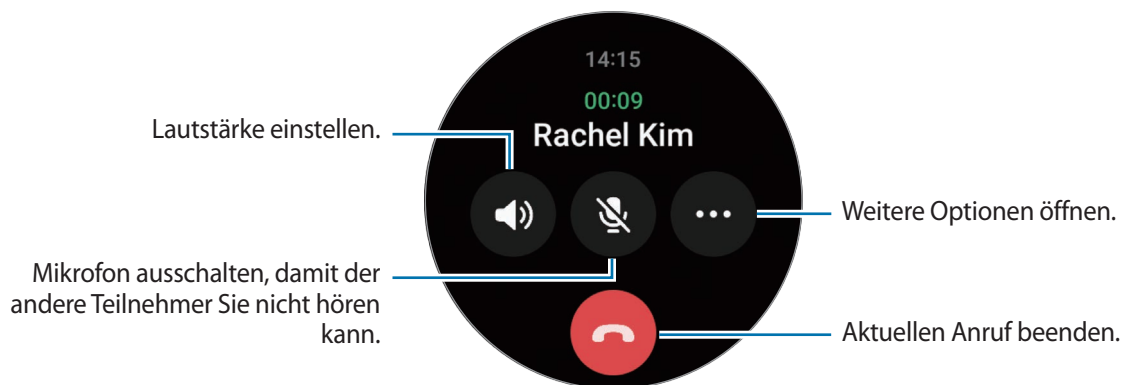 14:15
00:09
Rachel Kim
Lautstärke einstellen.
Weitere Optionen öffnen.
Mikrofon ausschalten, damit der
andere Teilnehmer Sie nicht hören
kann.
Aktuellen Anruf beenden.